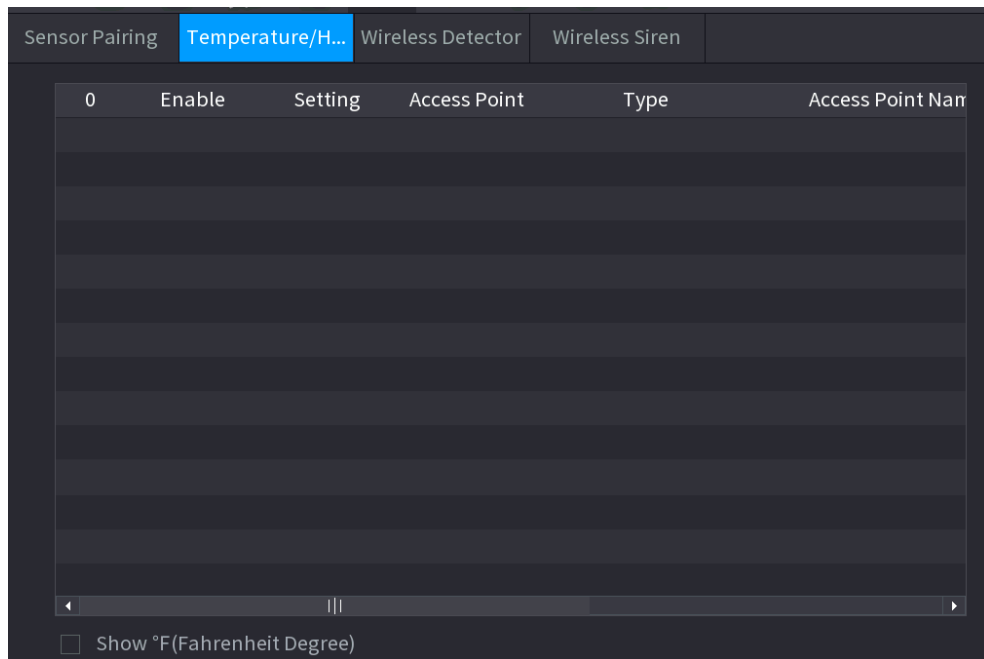 Sensor Pairing Temperature/H... Wireless Detector Wireless Siren
0 Enable Setting Access Point Type Access Point Nam
Show °F(Fahrenheit Degree)